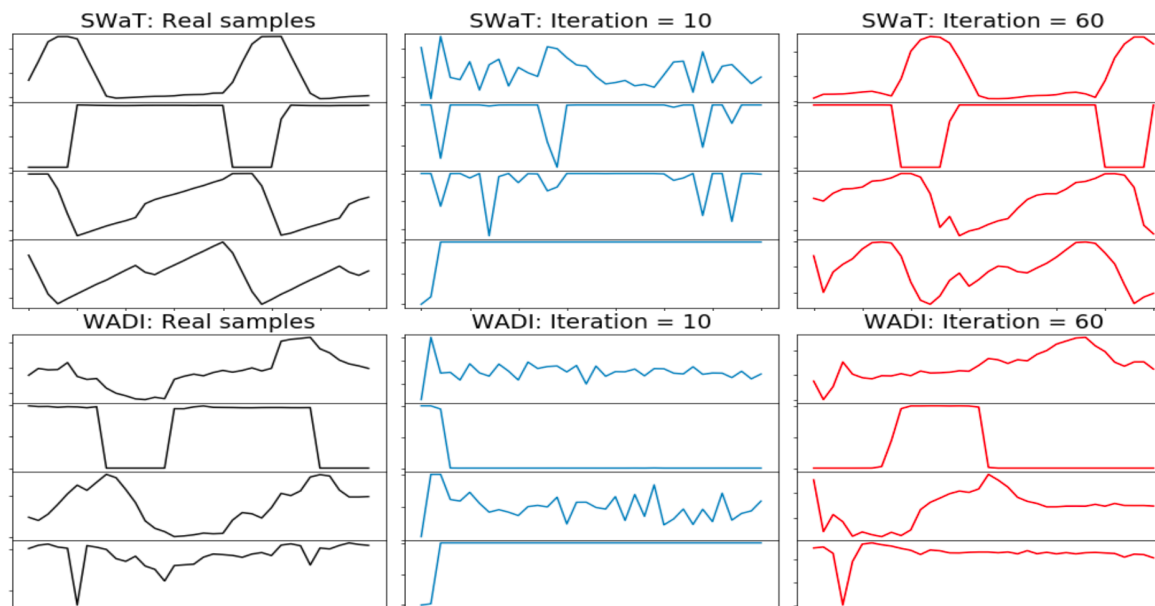 SWaT: Real samples
SWaT: Iteration = 10
SWaT: Iteration = 60
WADI: Real samples
WADI: Iteration = 10
WADI: Iteration = 60